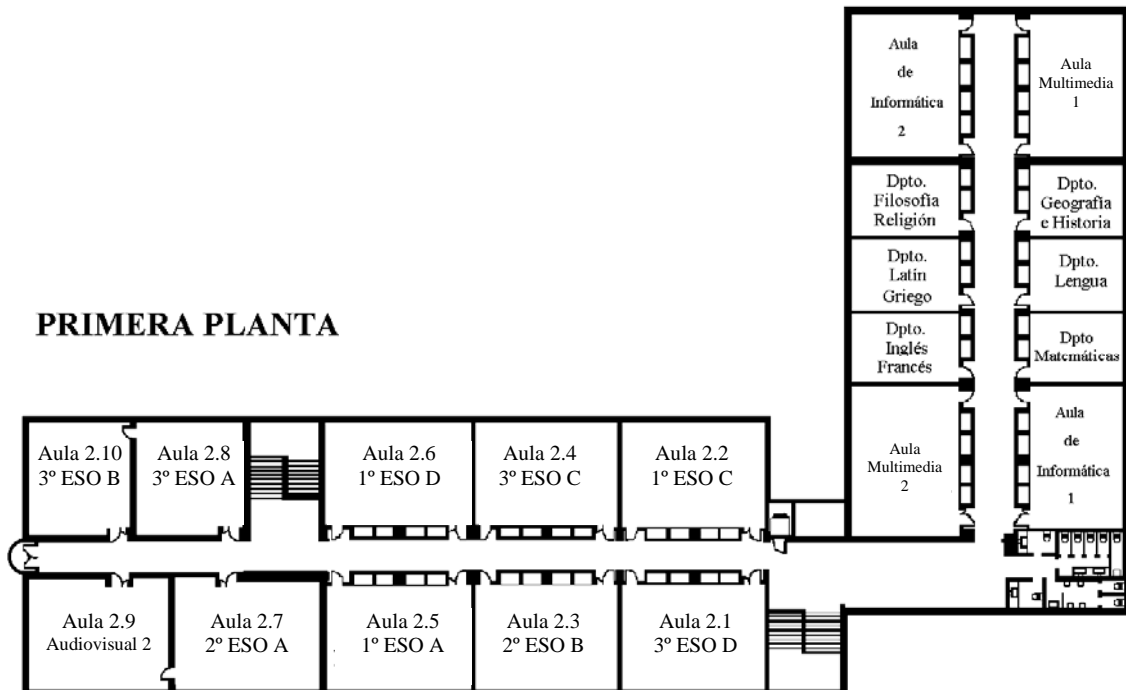 Aula
de
Informática
2
Aula
Multimedia
1
Dpto.
Filosofía
Religión
Dpto.
Geografía
e Historia
Dpto.
Latín
Griego
Dpto.
Lengua
PRIMERA PLANTA
Dpto.
Inglés
Francés
Dpto
Matemáticas
Aula 2.10
3º ESO B
Aula 2.8
3º ESO A
Aula 2.6
1º ESO D
Aula 2.4
3º ESO C
Aula 2.2
1º ESO C
Aula
Multimedia
2
Aula
de
Informática
1
Aula 2.9
Audiovisual 2
Aula 2.7
2º ESO A
Aula 2.5
1º ESO A
Aula 2.3
2º ESO B
Aula 2.1
3º ESO D